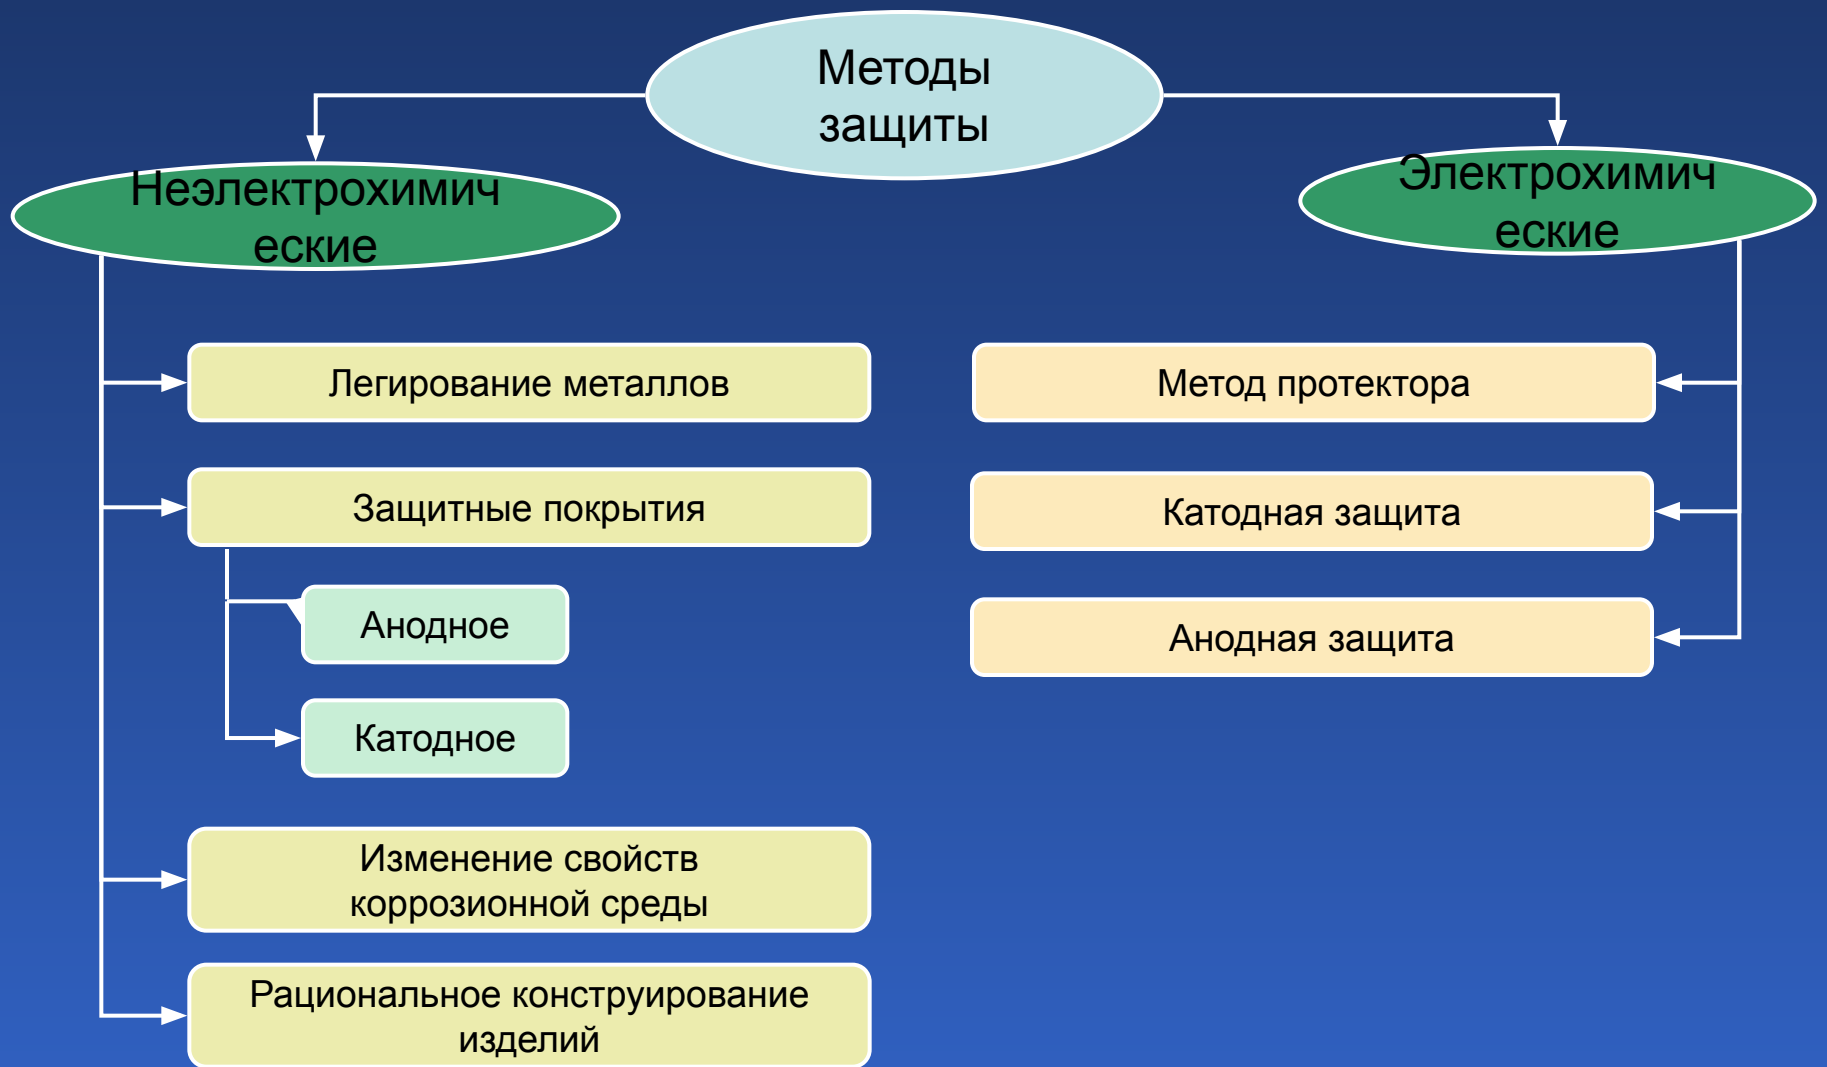 Методы
защиты
Неэлектрохимич
еские
Электрохимич
еские
Легирование металлов
Защитные покрытия
Анодное
Катодное
Изменение свойств
коррозионной среды
Рациональное конструирование
изделий
Метод протектора
Катодная защита
Анодная защита